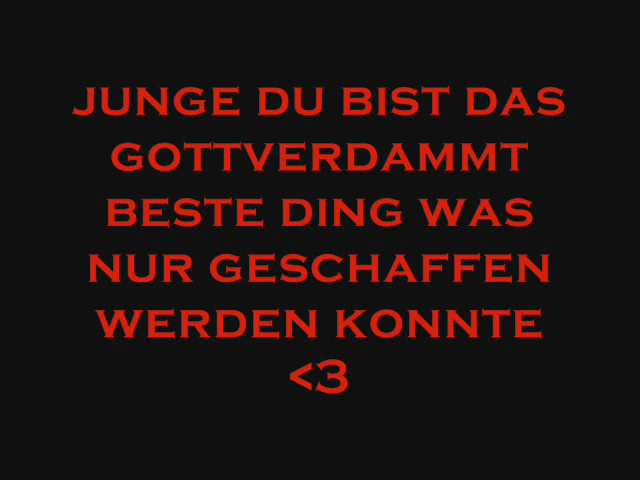 JUNGE DU BIST DAS
GOTTVERDAMMT
BESTE DING WAS
NUR GESCHAFFEN
WERDEN KONNTE
<3